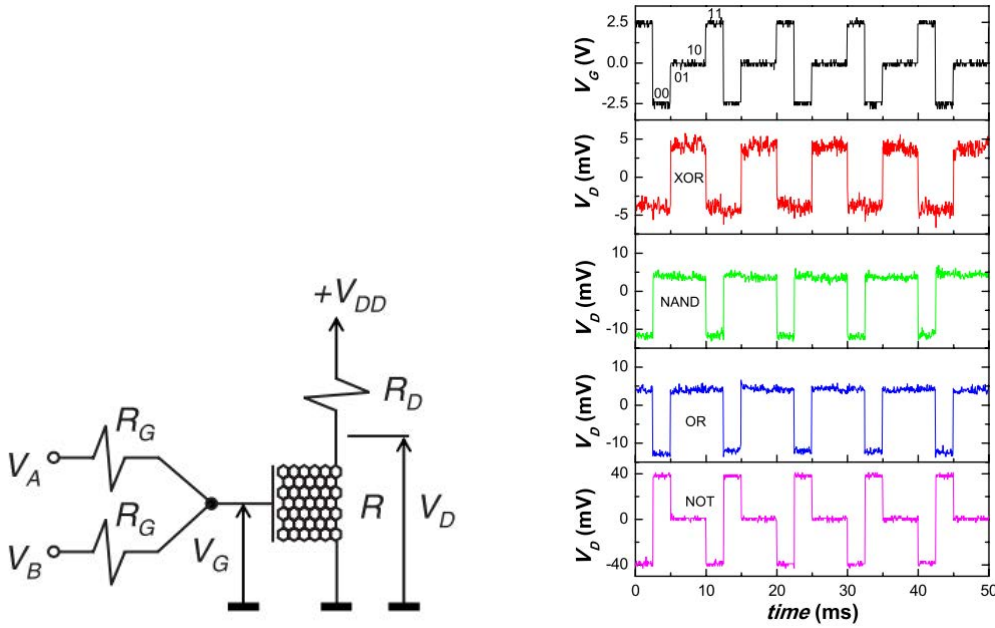 +V_DD
R_D
R_G
V_A
R_G
V_B
V_G
R
V_D
V_G (V)
2.5
0.0
-2.5
11
10
01
00
V_D (mV)
5
0
-5
XOR
V_D (mV)
10
0
-10
NAND
V_D (mV)
10
0
-10
OR
V_D (mV)
40
0
-40
NOT
0 10 20 30 40 50
time (ms)